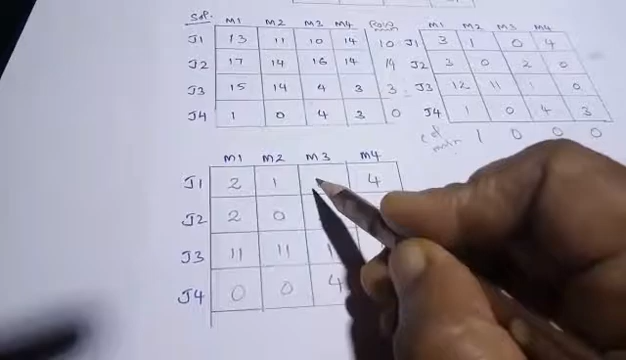 Sol. M1 M2 M3 M4 Row
J1 13 11 10 14 10
J2 17 14 16 14 14
J3 15 14 4 3 3
J4 1 0 4 3 0
M1 M2 M3 M4
J1 3 1 0 4
J2 3 0 2 0
J3 12 11 1 0
J4 1 0 4 3
1 0 0 0
M1 M2 M3 M4
J1 2 1 4
J2 2 0
J3 11 11 1
J4 0 0 4